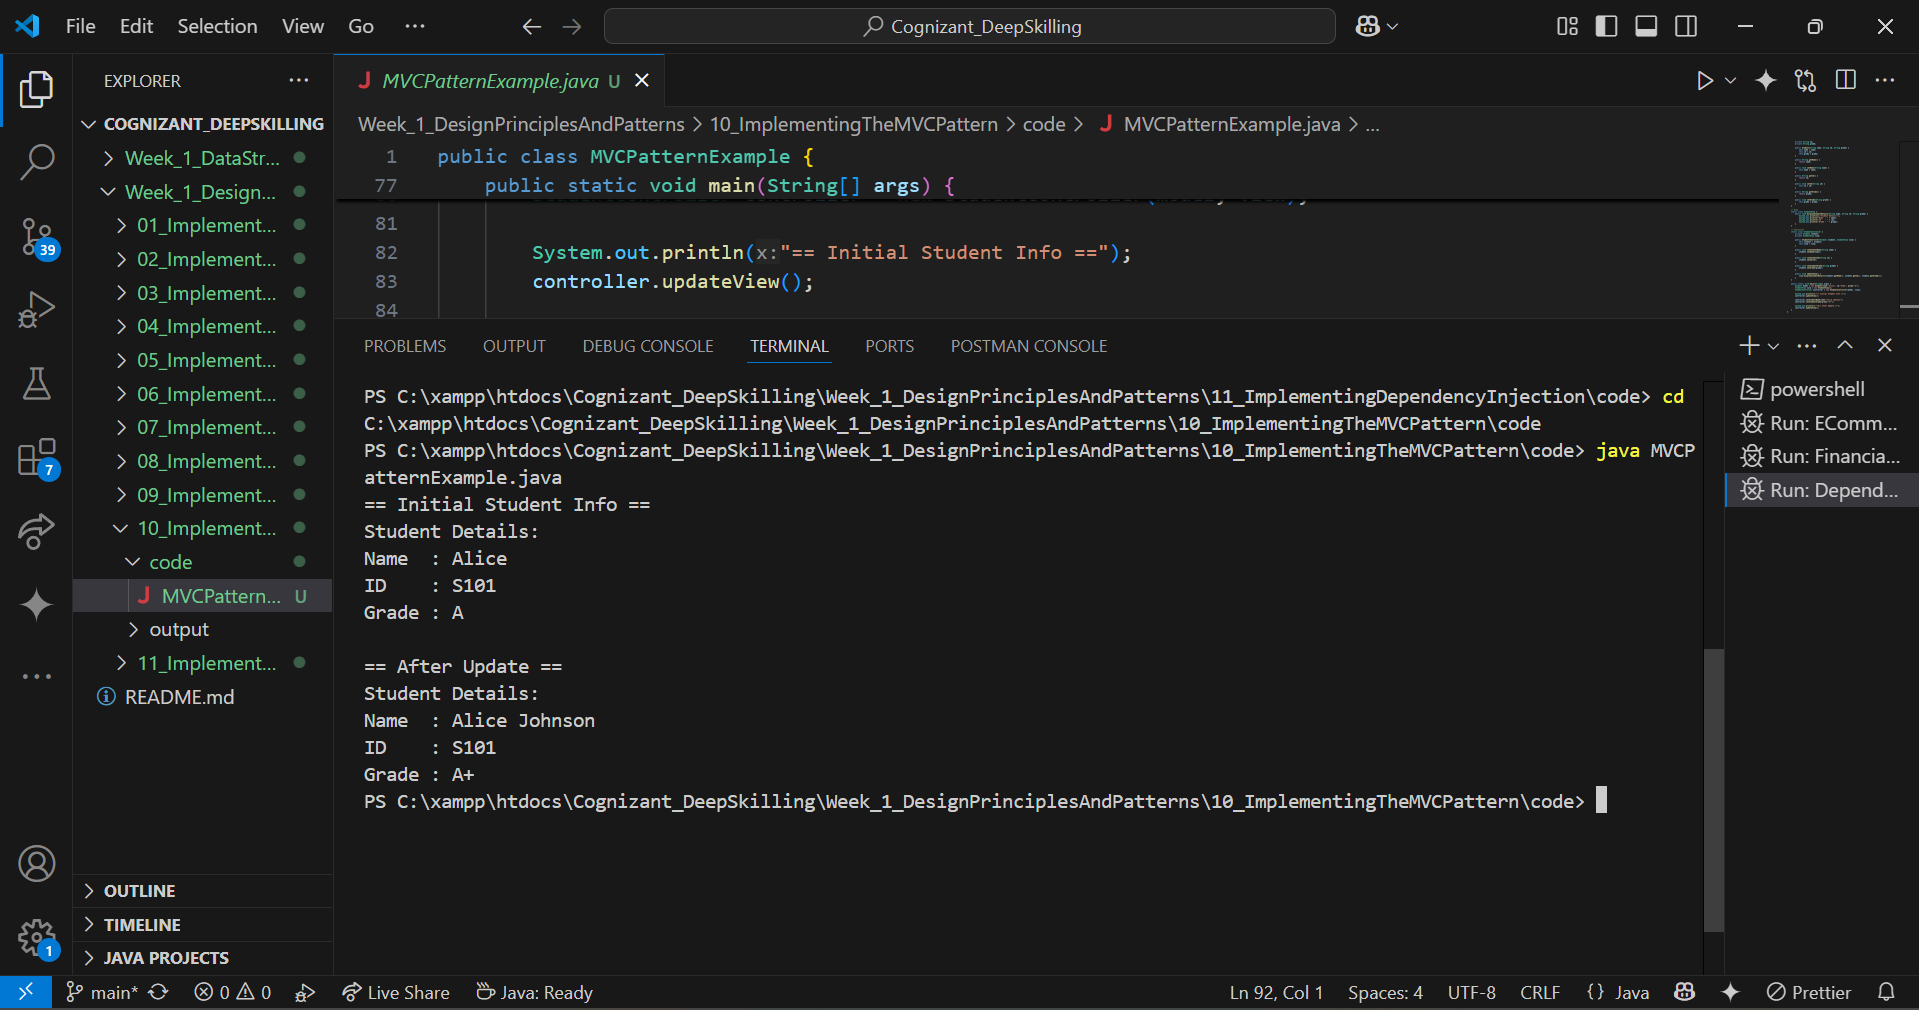 File Edit Selection View Go ···
Cognizant_DeepSkilling
EXPLORER
COGNIZANT_DEEPSKILLING
Week_1_DataStr...
Week_1_Design...
01_Implement...
02_Implement...
03_Implement...
04_Implement...
05_Implement...
06_Implement...
07_Implement...
08_Implement...
09_Implement...
10_Implement...
code
MVCPattern... U
output
11_Implement...
README.md
OUTLINE
TIMELINE
JAVA PROJECTS
39
7
1
MVCPatternExample.java U
Week_1_DesignPrinciplesAndPatterns > 10_ImplementingTheMVCPattern > code > MVCPatternExample.java > ...
1 public class MVCPatternExample {
77 public static void main(String[] args) {
81
82 System.out.println(x:"== Initial Student Info ==");
83 controller.updateView();
84
PROBLEMS OUTPUT DEBUG CONSOLE TERMINAL PORTS POSTMAN CONSOLE
PS C:\xampp\htdocs\Cognizant_DeepSkilling\Week_1_DesignPrinciplesAndPatterns\11_ImplementingDependencyInjection\code> cd
C:\xampp\htdocs\Cognizant_DeepSkilling\Week_1_DesignPrinciplesAndPatterns\10_ImplementingTheMVCPattern\code
PS C:\xampp\htdocs\Cognizant_DeepSkilling\Week_1_DesignPrinciplesAndPatterns\10_ImplementingTheMVCPattern\code> java MVCP
atternExample.java
== Initial Student Info ==
Student Details:
Name : Alice
ID : S101
Grade : A
== After Update ==
Student Details:
Name : Alice Johnson
ID : S101
Grade : A+
PS C:\xampp\htdocs\Cognizant_DeepSkilling\Week_1_DesignPrinciplesAndPatterns\10_ImplementingTheMVCPattern\code>
powershell
Run: EComm...
Run: Financia...
Run: Depend...
main* 0 0 Live Share Java: Ready Ln 92, Col 1 Spaces: 4 UTF-8 CRLF {} Java Prettier